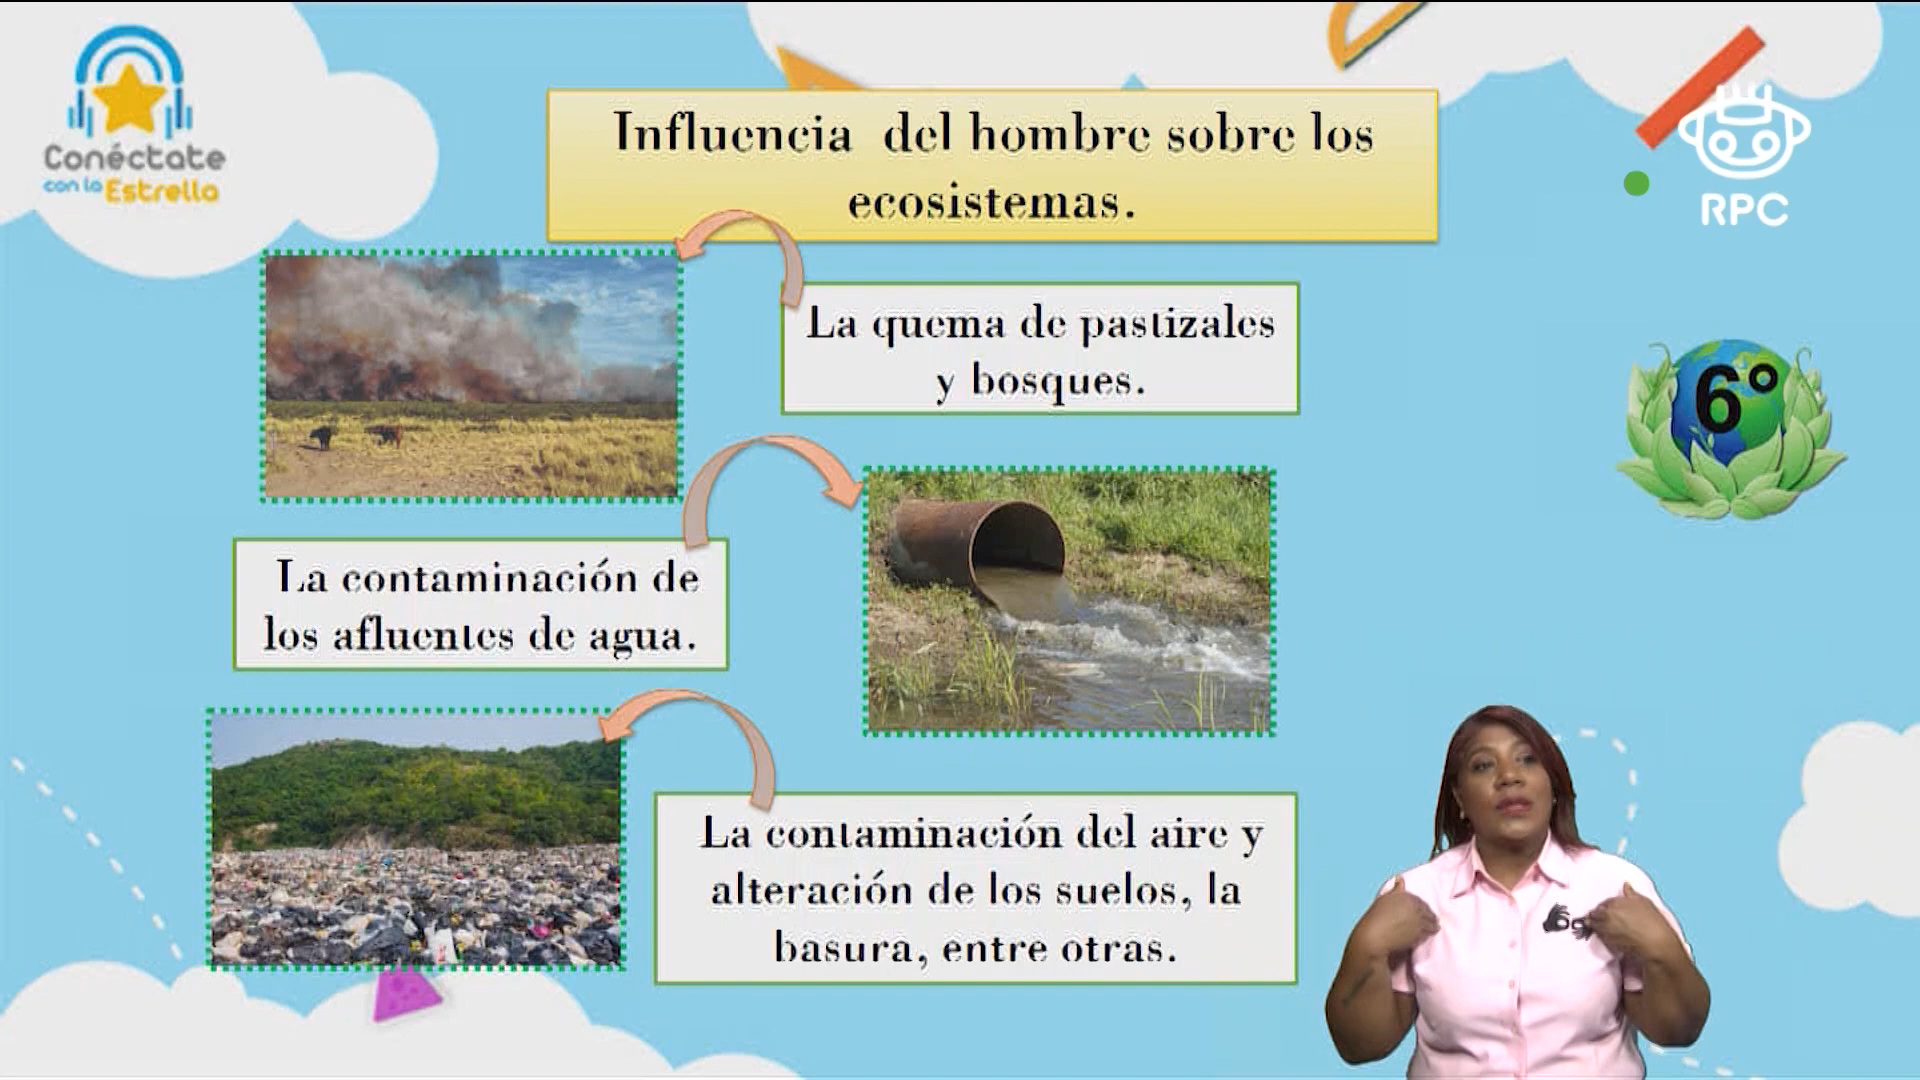 Conéctate
con la Estrella
Influencia del hombre sobre los
ecosistemas.
RPC
La quema de pastizales
y bosques.
6°
La contaminación de
los afluentes de agua.
La contaminación del aire y
alteración de los suelos, la
basura, entre otras.